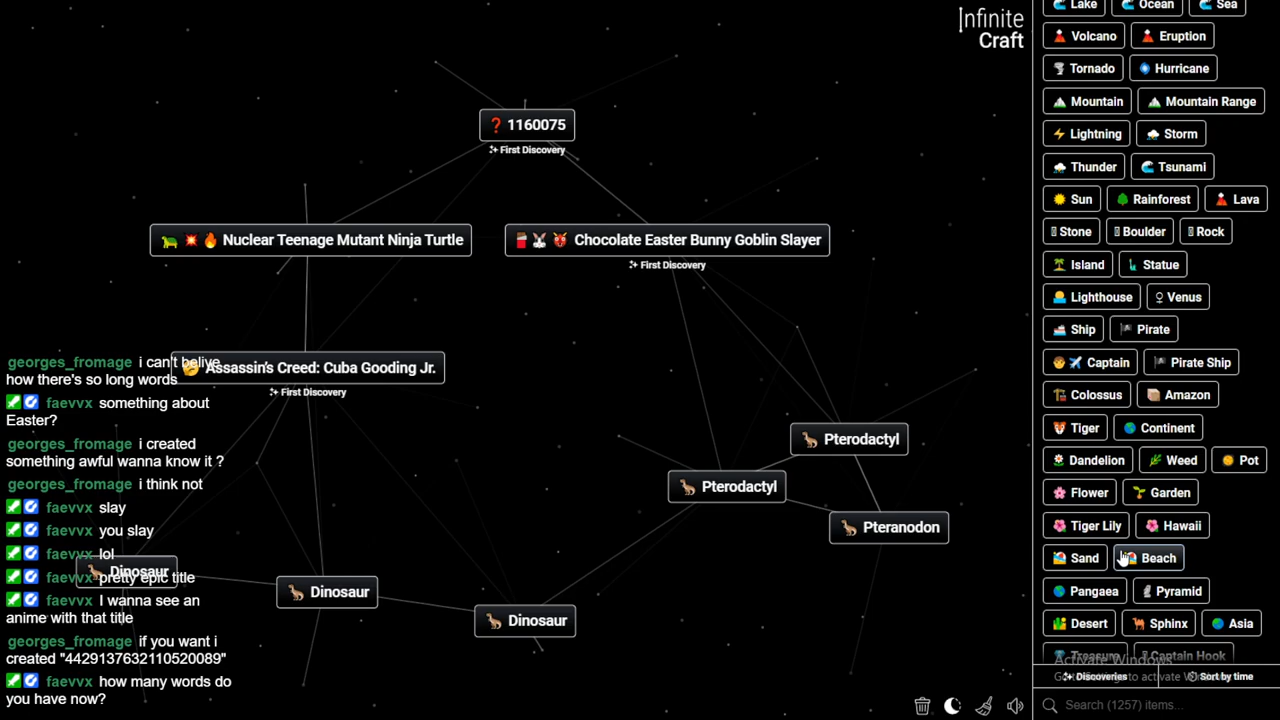 Infinite
Craft
❓ 1160075
First Discovery
Nuclear Teenage Mutant Ninja Turtle
Chocolate Easter Bunny Goblin Slayer
First Discovery
Assassin's Creed: Cuba Gooding Jr.
First Discovery
Pterodactyl
Pterodactyl
Pteranodon
Dinosaur
Dinosaur
Dinosaur
georges_fromage i can't belive
how there's so long words
faevvx something about
Easter?
georges_fromage i created
something awful wanna know it ?
georges_fromage i think not
faevvx slay
faevvx you slay
faevvx lol
faevvx pretty epic title
faevvx I wanna see an
anime with that title
georges_fromage if you want i
created "4429137632110520089"
faevvx how many words do
you have now?
Lake Ocean Sea
Volcano Eruption
Tornado Hurricane
Mountain Mountain Range
Lightning Storm
Thunder Tsunami
Sun Rainforest Lava
Stone Boulder Rock
Island Statue
Lighthouse Venus
Ship Pirate
Captain Pirate Ship
Colossus Amazon
Tiger Continent
Dandelion Weed Pot
Flower Garden
Tiger Lily Hawaii
Sand Beach
Pangaea Pyramid
Desert Sphinx Asia
Treasure Captain Hook
Activate Windows
Discoveries Sort by time
Search (1257) items...